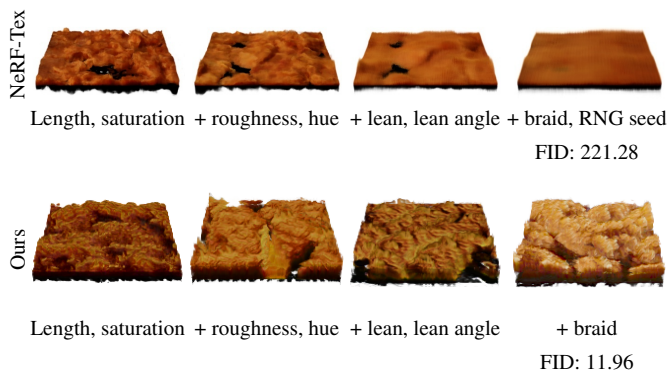 NeRF-Tex
Length, saturation + roughness, hue + lean, lean angle + braid, RNG seed
FID: 221.28
Ours
Length, saturation + roughness, hue + lean, lean angle + braid
FID: 11.96